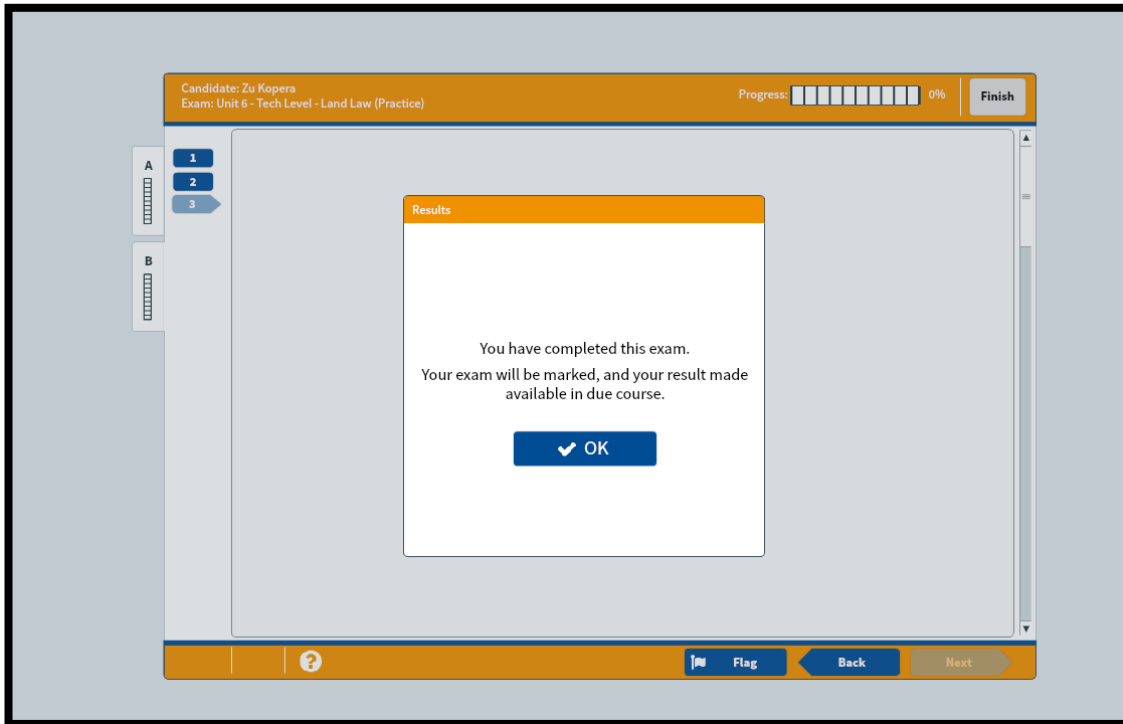 Candidate: Zu Kopera
Exam: Unit 6 - Tech Level - Land Law (Practice)
Progress: 0%
Finish
A
B
1
2
3
Results
You have completed this exam.
Your exam will be marked, and your result made
available in due course.
OK
?
Flag
Back
Next